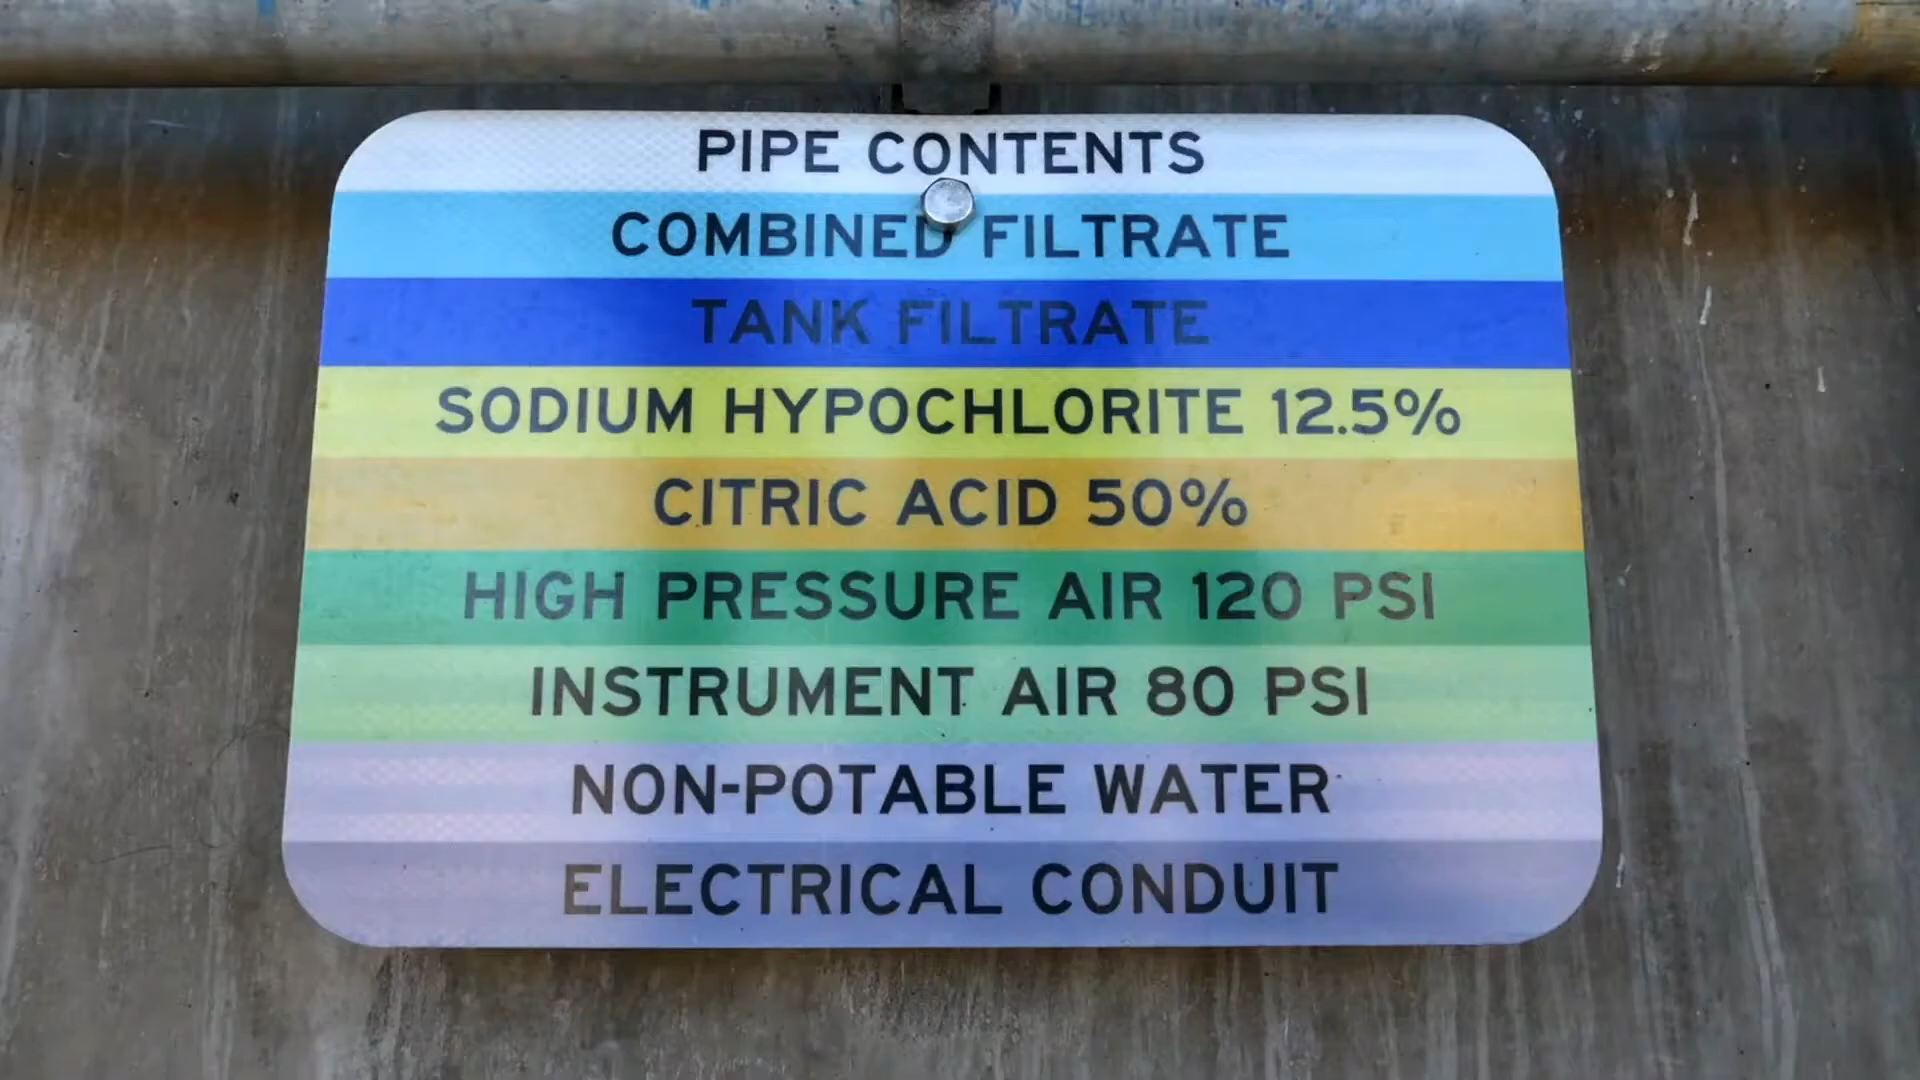 PIPE CONTENTS
COMBINED FILTRATE
TANK FILTRATE
SODIUM HYPOCHLORITE 12.5%
CITRIC ACID 50%
HIGH PRESSURE AIR 120 PSI
INSTRUMENT AIR 80 PSI
NON-POTABLE WATER
ELECTRICAL CONDUIT